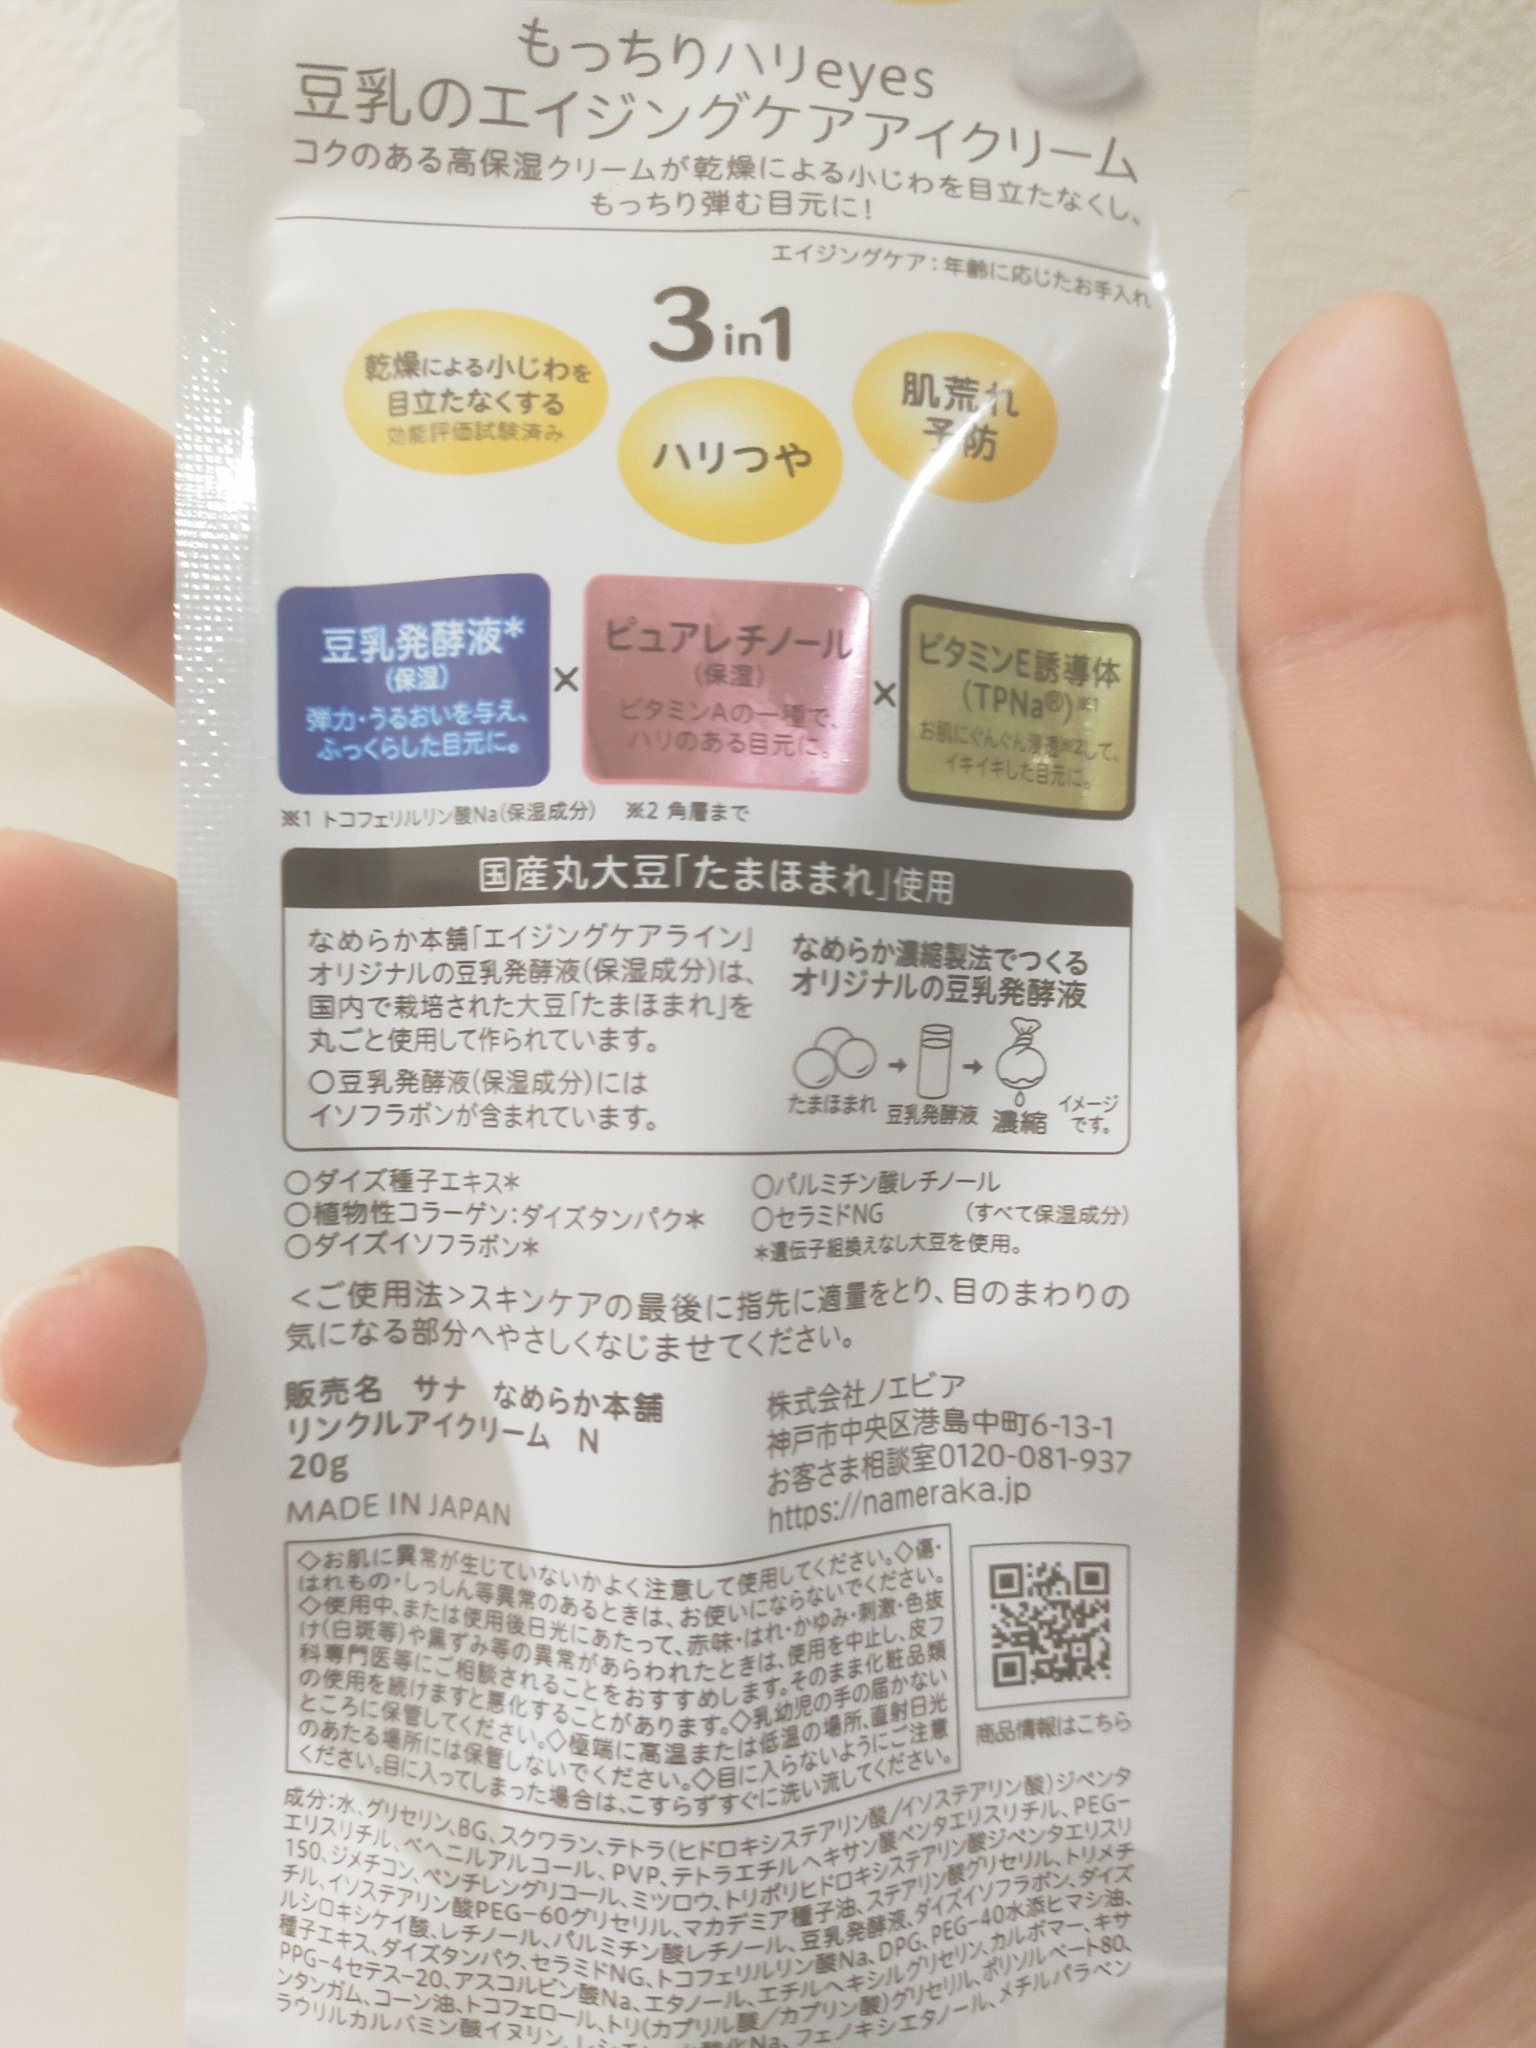 もっちりハリeyes
豆乳のエイジングケアアイクリーム
コクのある高保湿クリームが乾燥による小じわを目立たなくし、
もっちり弾む目元に!
エイジングケア：年齢に応じたお手入れ
3in1
乾燥による小じわを
目立たなくする
効能評価試験済み
ハリつや
肌荒れ
予防
豆乳発酵液*
(保湿)
弾力・うるおいを与え、
ふっくらした目元に。
×
ピュアレチノール
(保湿)
ビタミンAの一種で、
ハリのある目元に。
×
ビタミンE誘導体
(TPNa®)※1
お肌にぐんぐん浸透※2して、
イキイキした目元に。
※1 トコフェリルリン酸Na(保湿成分) ※2 角層まで
国産丸大豆「たまほまれ」使用
なめらか本舗「エイジングケアライン」
オリジナルの豆乳発酵液(保湿成分)は、
国内で栽培された大豆「たまほまれ」を
丸ごと使用して作られています。
○豆乳発酵液(保湿成分)には
イソフラボンが含まれています。
なめらか濃縮製法でつくる
オリジナルの豆乳発酵液
たまほまれ → 豆乳発酵液 → 濃縮
イメージ
です。
○ダイズ種子エキス*
○植物性コラーゲン：ダイズタンパク*
○ダイズイソフラボン*
○パルミチン酸レチノール
○セラミドNG (すべて保湿成分)
*遺伝子組換えなし大豆を使用。
<ご使用法>スキンケアの最後に指先に適量をとり、目のまわりの
気になる部分へやさしくなじませてください。
販売名 サナ なめらか本舗
リンクルアイクリーム N
20g
MADE IN JAPAN
株式会社ノエビア
神戸市中央区港島中町6-13-1
お客さま相談室0120-081-937
https://nameraka.jp
◇お肌に異常が生じていないかよく注意して使用してください。◇傷・
はれもの・しっしん等異常のあるときは、お使いにならないでください。
◇使用中、または使用後日光にあたって、赤味・はれ・かゆみ・刺激・色抜
け(白斑等)や黒ずみ等の異常があらわれたときは、使用を中止し、皮フ
科専門医等にご相談されることをおすすめします。そのまま化粧品類
の使用を続けますと悪化することがあります。◇乳幼児の手の届かない
ところに保管してください。◇極端に高温または低温の場所、直射日光
のあたる場所には保管しないでください。◇目に入らないようにご注意
ください。目に入ってしまった場合は、こすらずすぐに洗い流してください。
商品情報はこちら
成分：水、グリセリン、BG、スクワラン、テトラ(ヒドロキシステアリン酸/イソステアリン酸)ジペンタ
エリスリチル、ベヘニルアルコール、PVP、テトラエチルヘキサン酸ペンタエリスリチル、PEG-
150、ジメチコン、ペンチレングリコール、ミツロウ、トリポリヒドロキシステアリン酸ジペンタエリスリ
チル、イソステアリン酸PEG-60グリセリル、マカデミア種子油、ステアリン酸グリセリル、トリメチ
ルシロキシケイ酸、レチノール、パルミチン酸レチノール、豆乳発酵液、ダイズイソフラボン、ダイズ
種子エキス、ダイズタンパク、セラミドNG、トコフェリルリン酸Na、DPG、PEG-40水添ヒマシ油、
PPG-4セテス-20、アスコルビン酸Na、エタノール、エチルヘキシルグリセリン、カルボマー、キサ
ンタンガム、コーン油、トコフェロール、トリ(カプリル酸/カプリン酸)グリセリル、ポリソルベート80、
ラウリルカルバミン酸イヌリン、レシチン、水酸化Na、フェノキシエタノール、メチルパラベン